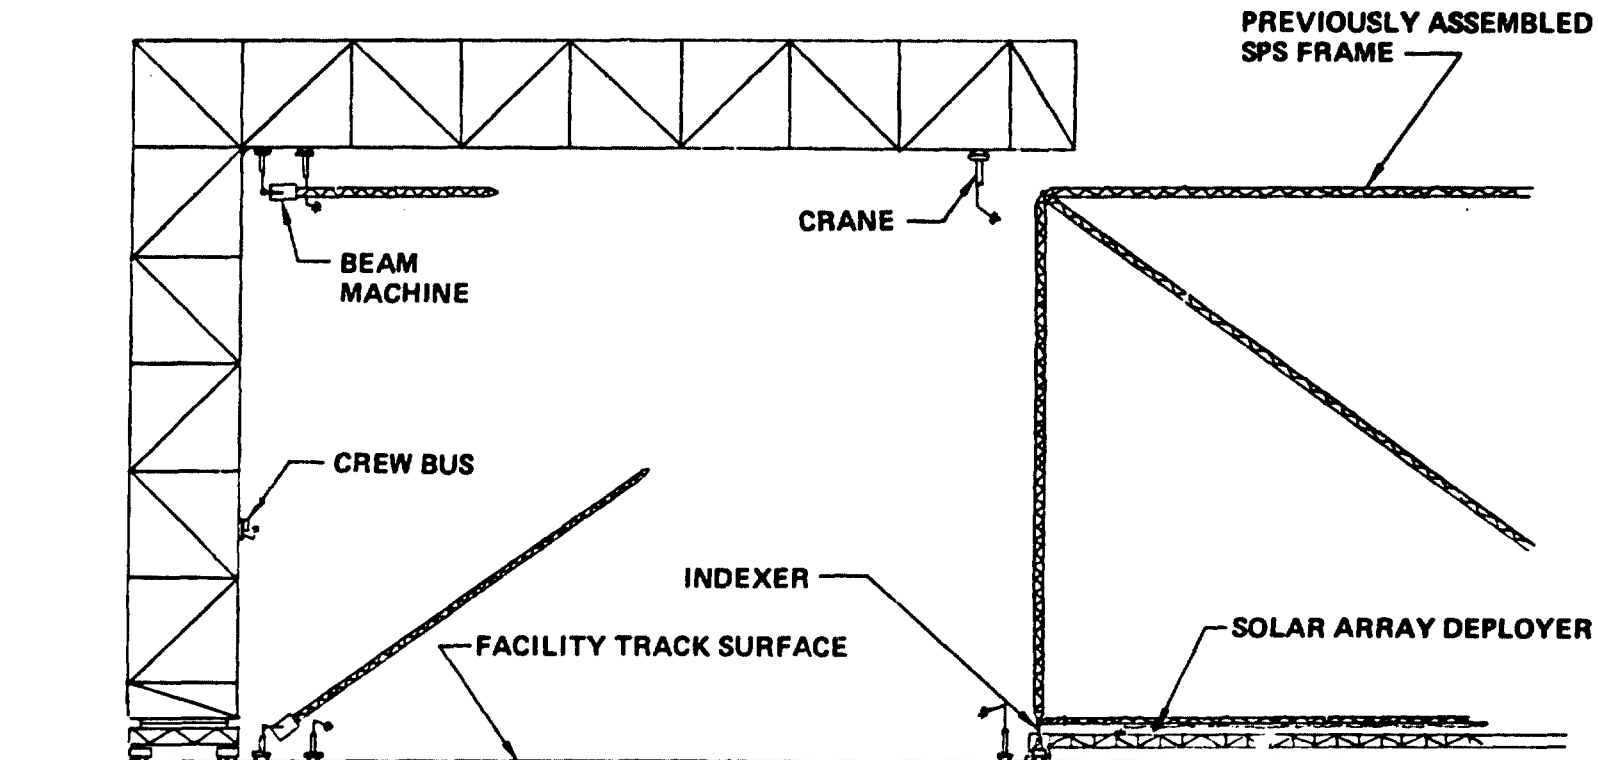 PREVIOUSLY ASSEMBLED
SPS FRAME
CRANE
BEAM
MACHINE
CREW BUS
INDEXER
FACILITY TRACK SURFACE
SOLAR ARRAY DEPLOYER